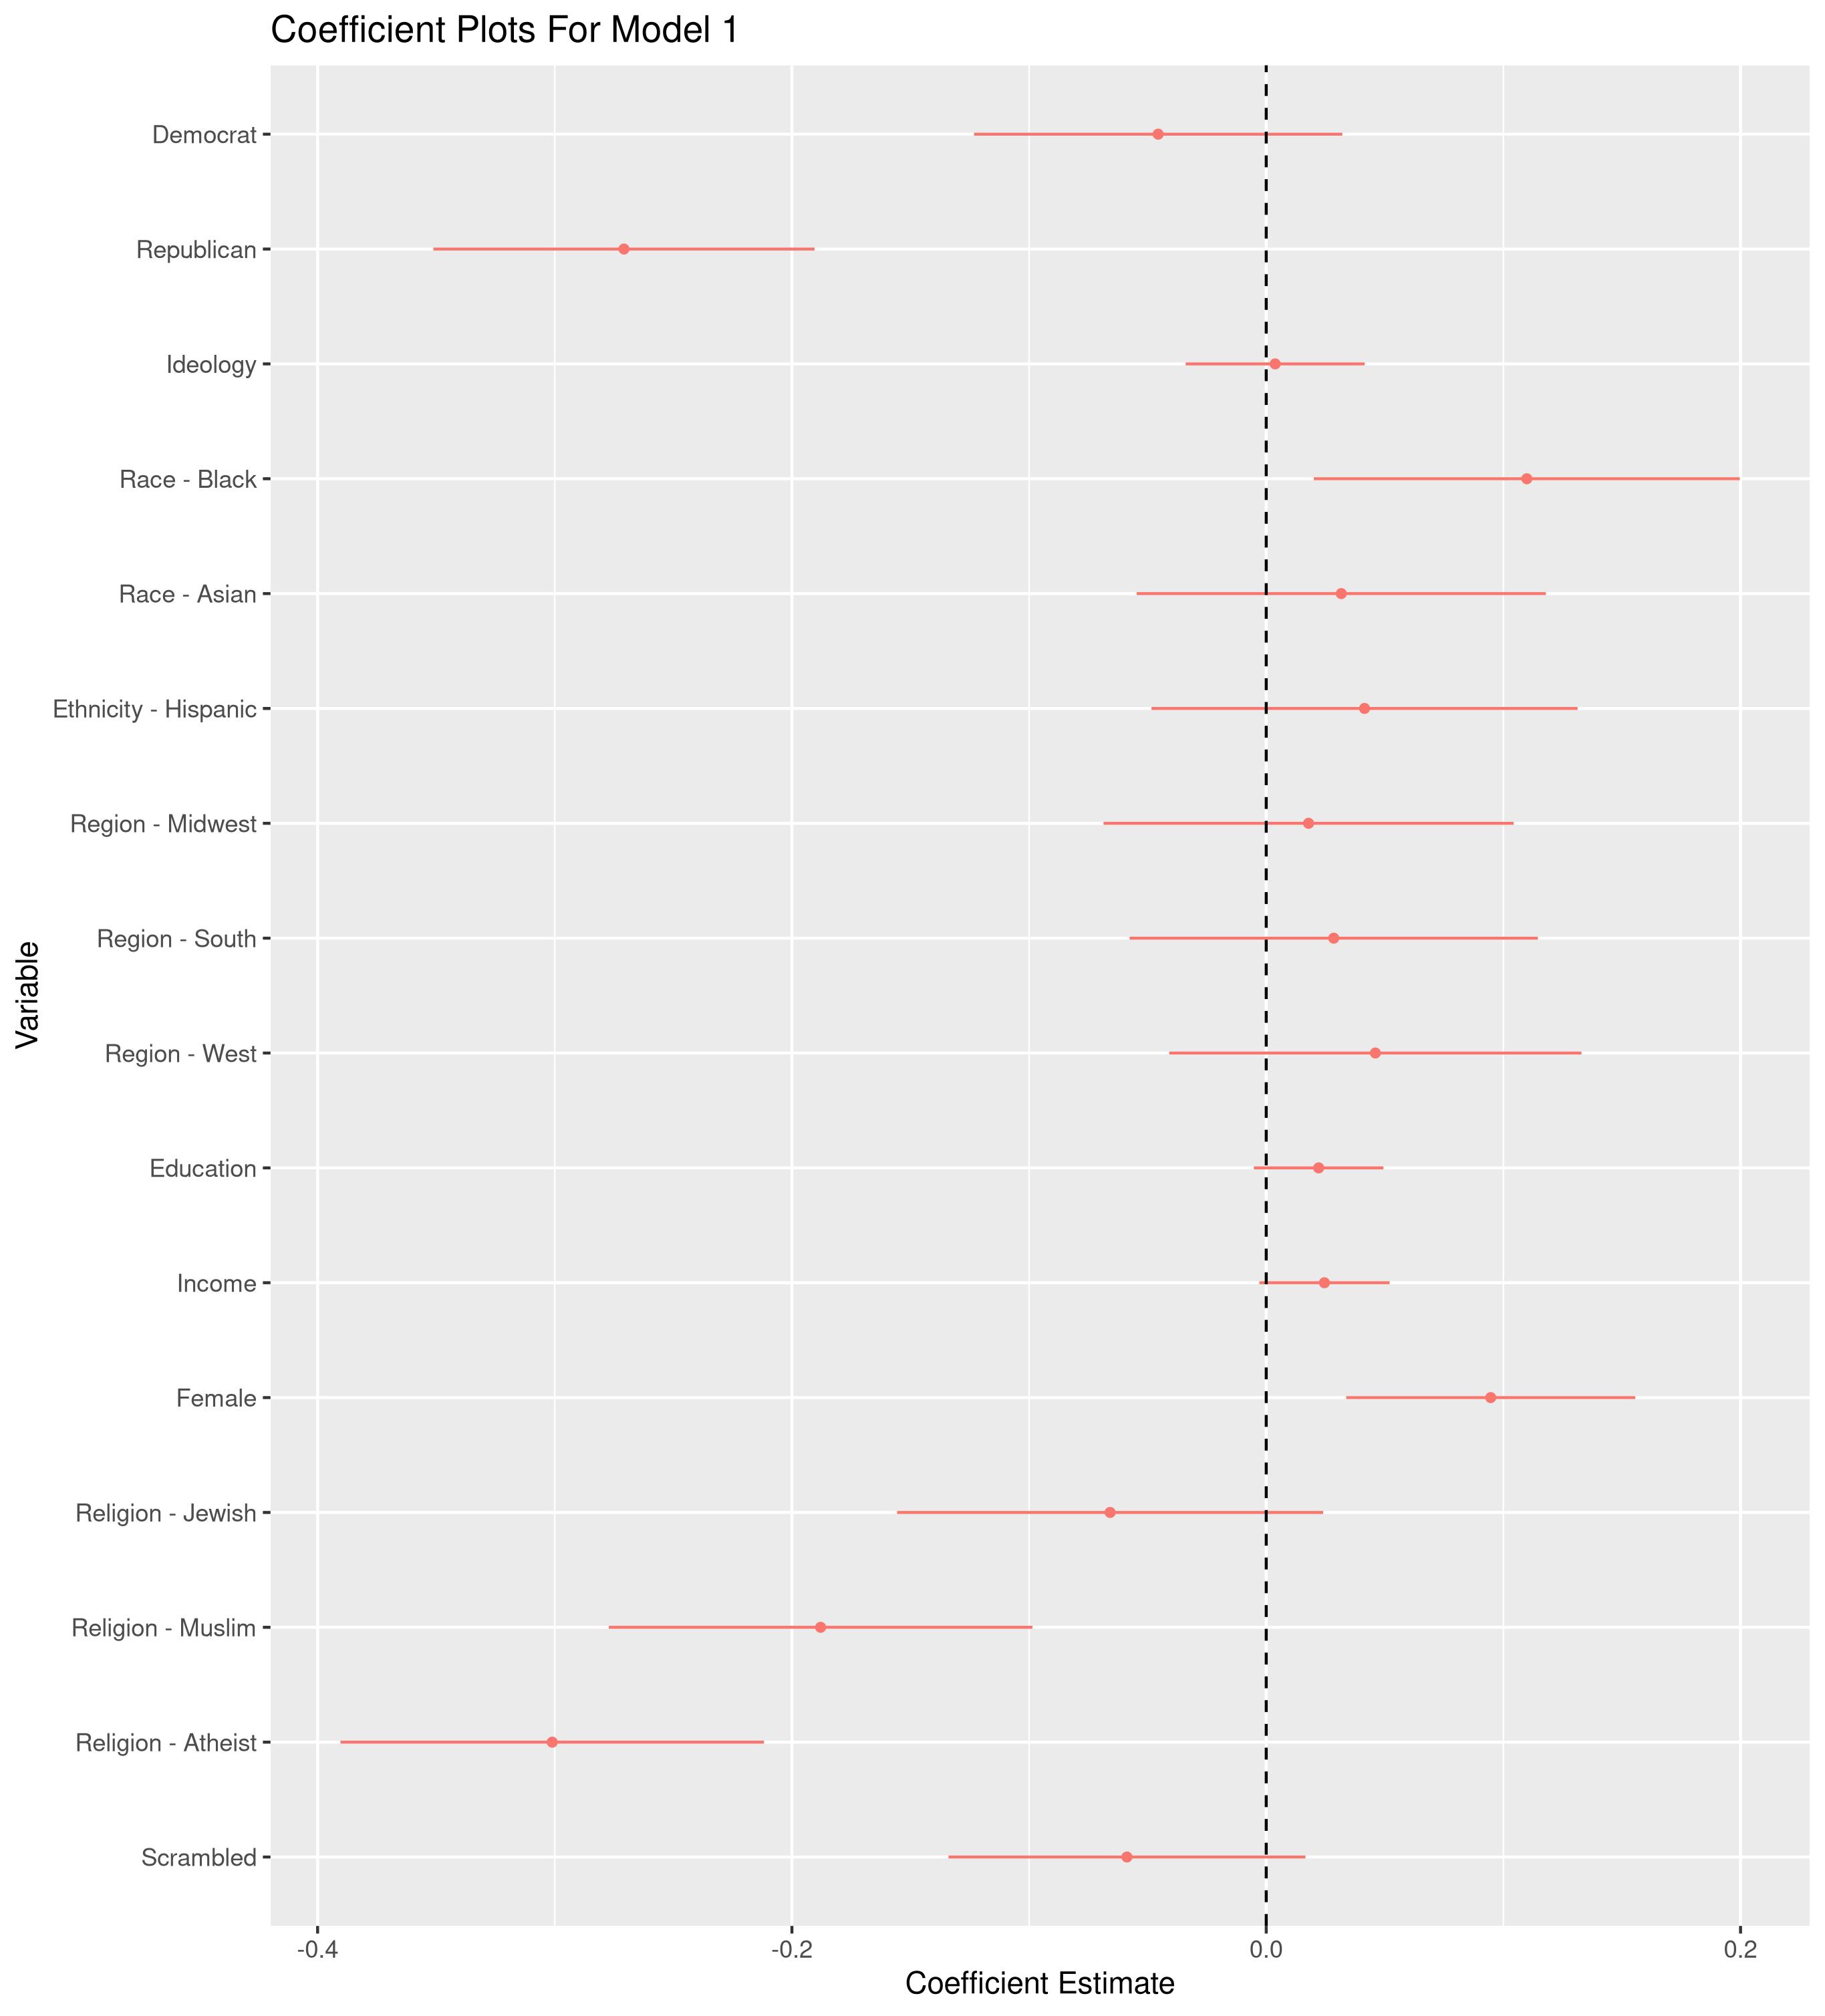 Coefficient Plots For Model 1
Democrat
Republican
Ideology
Race - Black
Race - Asian
Ethnicity - Hispanic
Region - Midwest
Region - South
Region - West
Education
Income
Female
Religion - Jewish
Religion - Muslim
Religion - Atheist
Scrambled
Variable
-0.4 -0.2 0.0 0.2
Coefficient Estimate